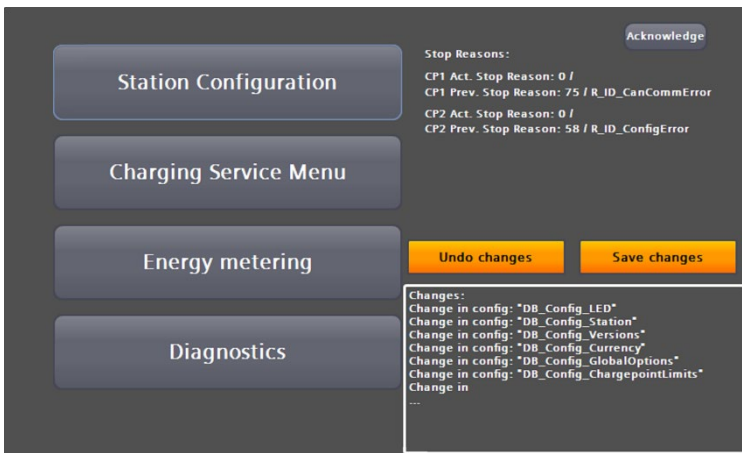 Station Configuration
Charging Service Menu
Energy metering
Diagnostics
Acknowledge
Stop Reasons:
CP1 Act. Stop Reason: 0 /
CP1 Prev. Stop Reason: 75 / R_ID_CanCommError
CP2 Act. Stop Reason: 0 /
CP2 Prev. Stop Reason: 58 / R_ID_ConfigError
Undo changes
Save changes
Changes:
Change in config: "DB_Config_LED"
Change in config: "DB_Config_Station"
Change in config: "DB_Config_Versions"
Change in config: "DB_Config_Currency"
Change in config: "DB_Config_GlobalOptions"
Change in config: "DB_Config_ChargepointLimits"
Change in
...